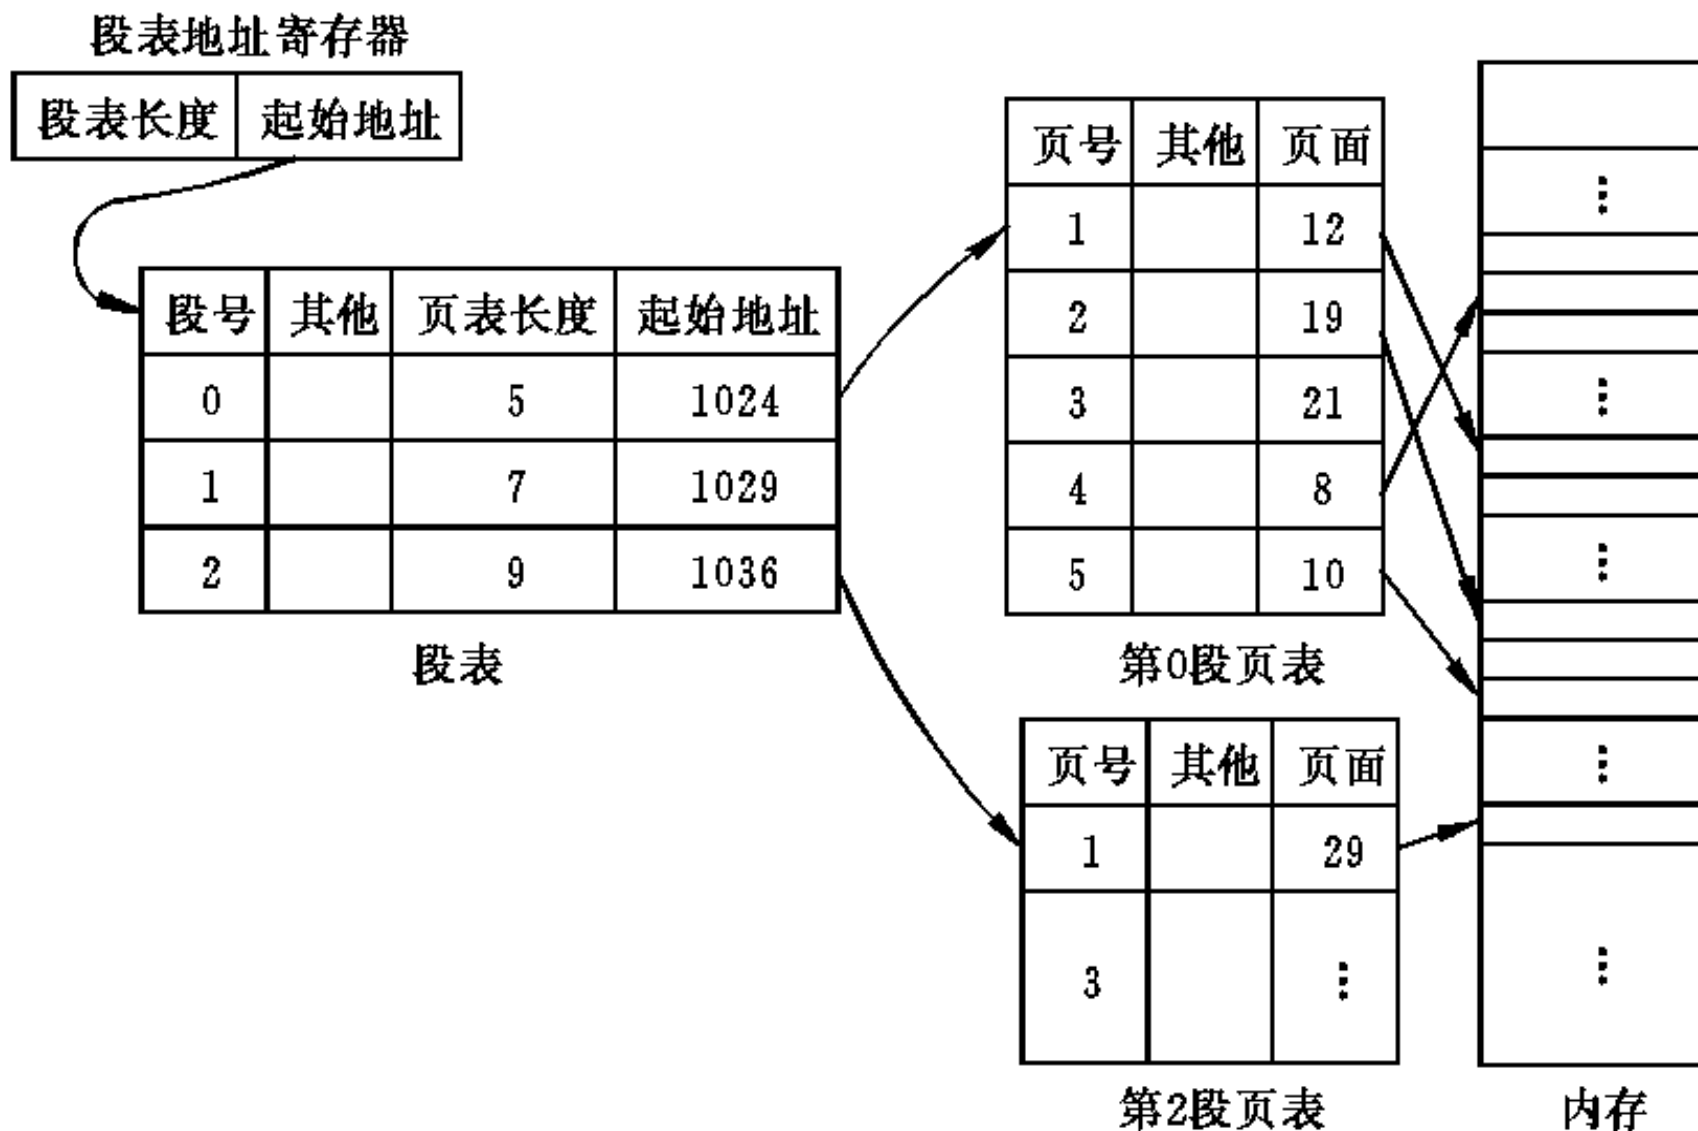 段表地址寄存器
段表长度 起始地址
段号 其他 页表长度 起始地址
0 5 1024
1 7 1029
2 9 1036
段表
页号 其他 页面
1 12
2 19
3 21
4 8
5 10
第0段页表
页号 其他 页面
1 29
3 ⋮
第2段页表
⋮
⋮
⋮
⋮
⋮
内存